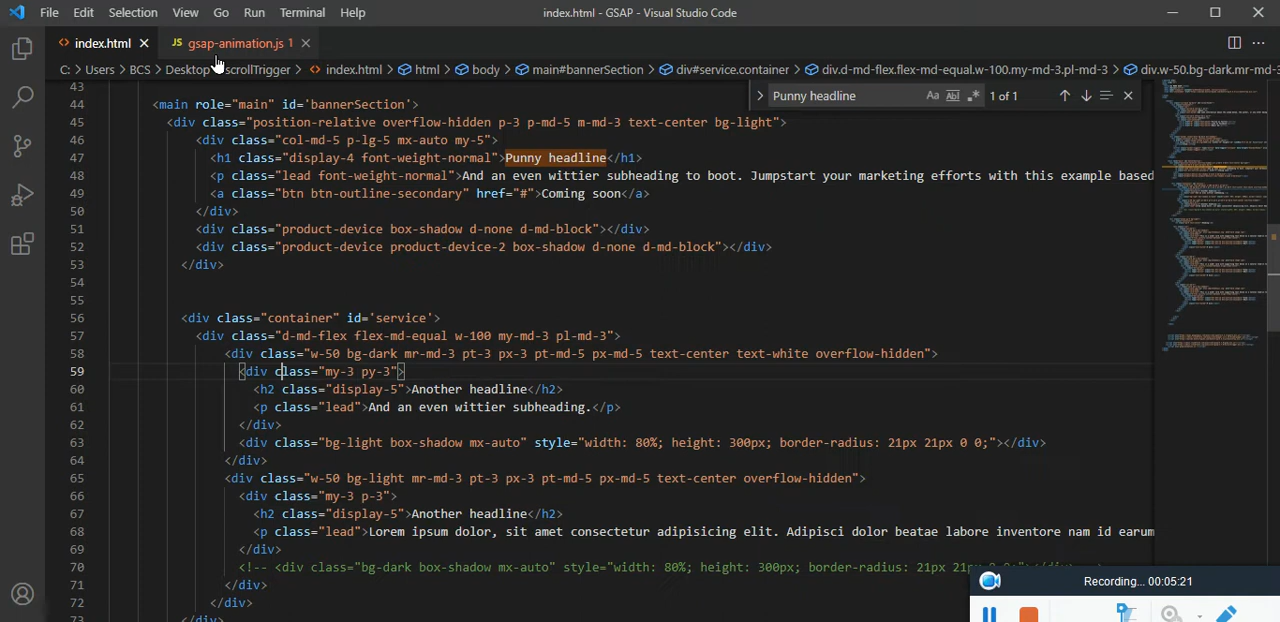 File Edit Selection View Go Run Terminal Help index.html - GSAP - Visual Studio Code
index.html JS gsap-animation.js 1
C: > Users > BCS > Desktop > scrollTrigger > index.html > html > body > main#bannerSection > div#service.container > div.d-md-flex.flex-md-equal.w-100.my-md-3.pl-md-3 > div.w-50.bg-dark.mr-md-3
Punny headline Aa Abl .* 1 of 1
43
44 <main role="main" id='bannerSection'>
45 <div class="position-relative overflow-hidden p-3 p-md-5 m-md-3 text-center bg-light">
46 <div class="col-md-5 p-lg-5 mx-auto my-5">
47 <h1 class="display-4 font-weight-normal">Punny headline</h1>
48 <p class="lead font-weight-normal">And an even wittier subheading to boot. Jumpstart your marketing efforts with this example based
49 <a class="btn btn-outline-secondary" href="#">Coming soon</a>
50 </div>
51 <div class="product-device box-shadow d-none d-md-block"></div>
52 <div class="product-device product-device-2 box-shadow d-none d-md-block"></div>
53 </div>
54
55
56 <div class="container" id='service'>
57 <div class="d-md-flex flex-md-equal w-100 my-md-3 pl-md-3">
58 <div class="w-50 bg-dark mr-md-3 pt-3 px-3 pt-md-5 px-md-5 text-center text-white overflow-hidden">
59 <div class="my-3 py-3">
60 <h2 class="display-5">Another headline</h2>
61 <p class="lead">And an even wittier subheading.</p>
62 </div>
63 <div class="bg-light box-shadow mx-auto" style="width: 80%; height: 300px; border-radius: 21px 21px 0 0;"></div>
64 </div>
65 <div class="w-50 bg-light mr-md-3 pt-3 px-3 pt-md-5 px-md-5 text-center overflow-hidden">
66 <div class="my-3 p-3">
67 <h2 class="display-5">Another headline</h2>
68 <p class="lead">Lorem ipsum dolor, sit amet consectetur adipisicing elit. Adipisci dolor beatae labore inventore nam id earum
69 </div>
70 <!-- <div class="bg-dark box-shadow mx-auto" style="width: 80%; height: 300px; border-radius: 21px
71 </div>
72 </div>
73 </div>
Recording... 00:05:21